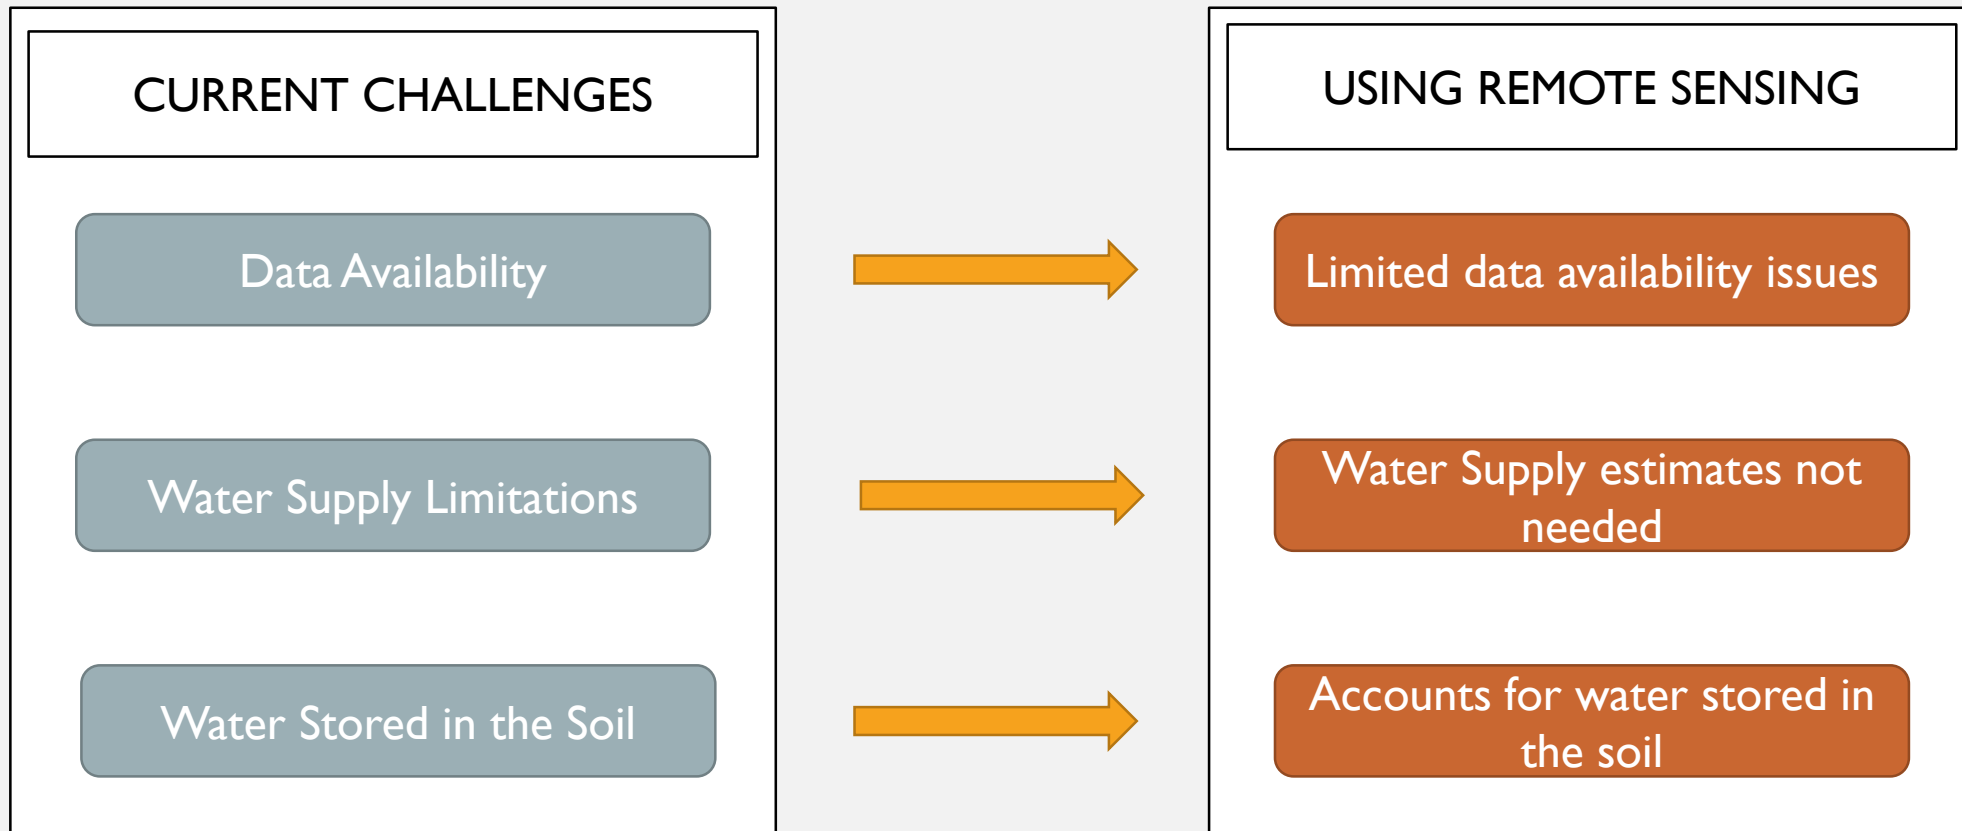 CURRENT CHALLENGES
USING REMOTE SENSING
Data Availability
Limited data availability issues
Water Supply Limitations
Water Supply estimates not
needed
Water Stored in the Soil
Accounts for water stored in
the soil